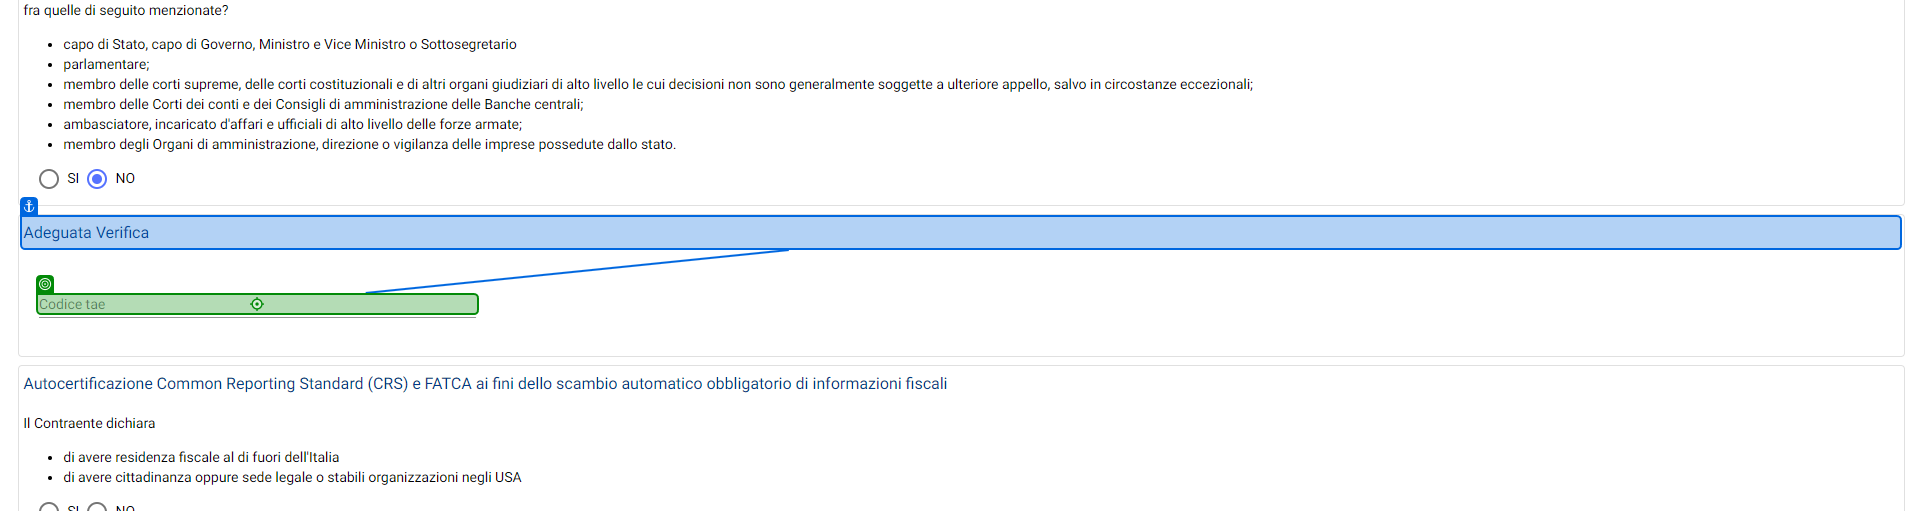 fra quelle di seguito menzionate?
capo di Stato, capo di Governo, Ministro e Vice Ministro o Sottosegretario
parlamentare;
membro delle corti supreme, delle corti costituzionali e di altri organi giudiziari di alto livello le cui decisioni non sono generalmente soggette a ulteriore appello, salvo in circostanze eccezionali;
membro delle Corti dei conti e dei Consigli di amministrazione delle Banche centrali;
ambasciatore, incaricato d'affari e ufficiali di alto livello delle forze armate;
membro degli Organi di amministrazione, direzione o vigilanza delle imprese possedute dallo stato.
SI NO
Adeguata Verifica
Codice tae
Autocertificazione Common Reporting Standard (CRS) e FATCA ai fini dello scambio automatico obbligatorio di informazioni fiscali
Il Contraente dichiara
di avere residenza fiscale al di fuori dell'Italia
di avere cittadinanza oppure sede legale o stabili organizzazioni negli USA
SI NO